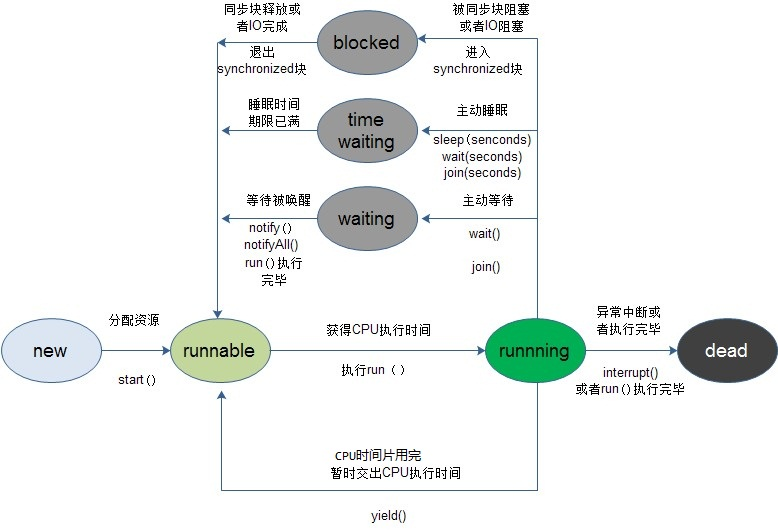 同步块释放或
者IO完成
blocked
被同步块阻塞
或者IO阻塞
退出
synchronized块
进入
synchronized块
睡眠时间
期限已满
time
waiting
主动睡眠
sleep(senconds)
wait(seconds)
join(seconds)
等待被唤醒
waiting
主动等待
notify()
notifyAll()
run()执行
完毕
wait()
join()
分配资源
获得CPU执行时间
异常中断或
者执行完毕
new
runnable
runnning
dead
start()
执行run（）
interrupt()
或者run()执行完毕
CPU时间片用完
暂时交出CPU执行时间
yield()